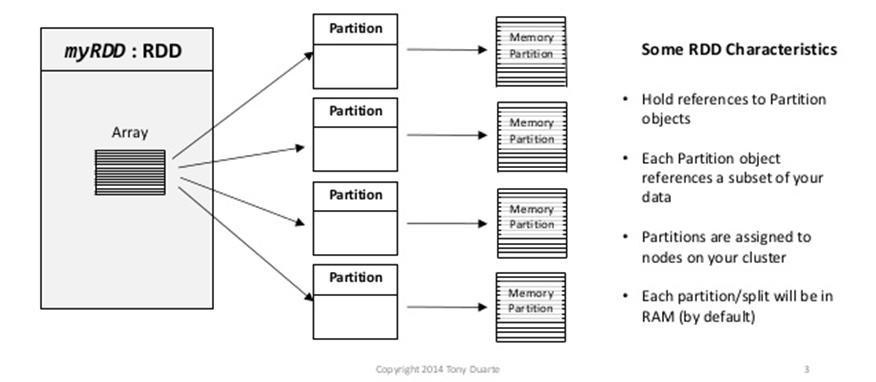 myRDD : RDD
Array
Partition
Memory
Partition
Partition
Memory
Partition
Partition
Memory
Partition
Partition
Memory
Partition
Some RDD Characteristics
• Hold references to Partition
objects
• Each Partition object
references a subset of your
data
• Partitions are assigned to
nodes on your cluster
• Each partition/split will be in
RAM (by default)
Copyright 2014 Tony Duarte
3